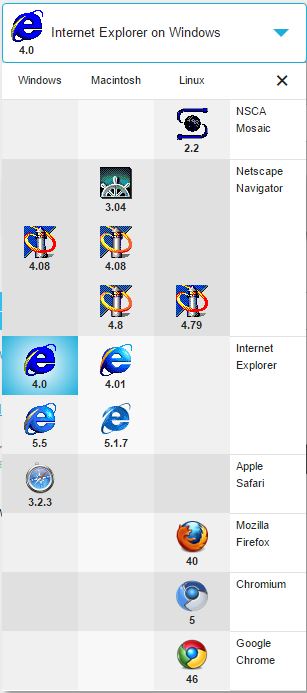 Internet Explorer on Windows
4.0
Windows Macintosh Linux ✕
NSCA
Mosaic
2.2
Netscape
Navigator
3.04
4.08 4.08
4.8 4.79
Internet
Explorer
4.0 4.01
5.5 5.1.7
Apple
Safari
3.2.3
Mozilla
Firefox
40
Chromium
5
Google
Chrome
46